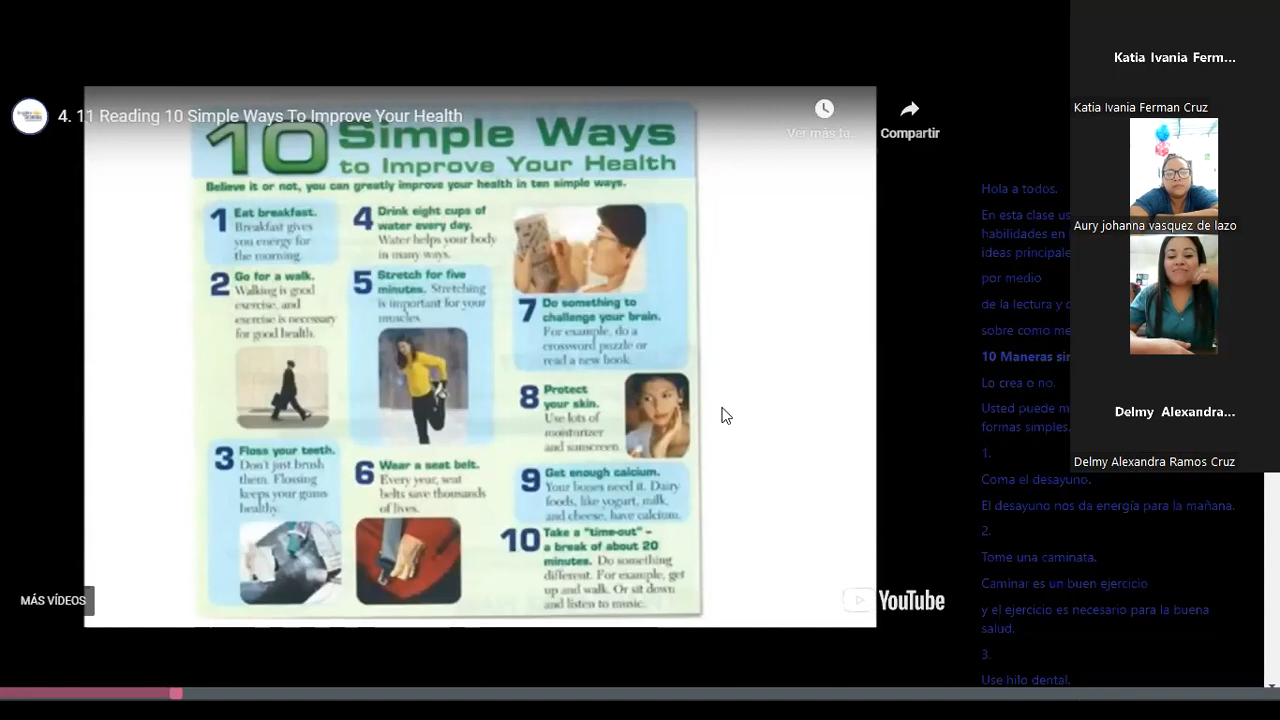 4. 11 Reading 10 Simple Ways To Improve Your Health
Ver más ta...
Compartir
10 Simple Ways
to Improve Your Health
Believe it or not, you can greatly improve your health in ten simple ways.
1 Eat breakfast.
Breakfast gives
you energy for
the morning.
2 Go for a walk.
Walking is good
exercise, and
exercise is necessary
for good health.
3 Floss your teeth.
Don't just brush
them. Flossing
keeps your gums
healthy.
4 Drink eight cups of
water every day.
Water helps your body
in many ways.
5 Stretch for five
minutes. Stretching
is important for your
muscles.
6 Wear a seat belt.
Every year, seat
belts save thousands
of lives.
7 Do something to
challenge your brain.
For example, do a
crossword puzzle or
read a new book.
8 Protect
your skin.
Use lots of
moisturizer
and sunscreen.
9 Get enough calcium.
Your bones need it. Dairy
foods, like yogurt, milk,
and cheese, have calcium.
10 Take a "time-out" –
a break of about 20
minutes. Do something
different. For example, get
up and walk. Or sit down
and listen to music.
MÁS VÍDEOS
YouTube
Hola a todos.
En esta clase us
habilidades en
ideas principale
por medio
de la lectura y
sobre como me
10 Maneras sin
Lo crea o no.
Usted puede m
formas simples.
1.
Coma el desayuno.
El desayuno nos da energía para la mañana.
2.
Tome una caminata.
Caminar es un buen ejercicio
y el ejercicio es necesario para la buena
salud.
3.
Use hilo dental.
Katia Ivania Ferm...
Katia Ivania Ferman Cruz
Aury johanna vasquez de lazo
Delmy Alexandra...
Delmy Alexandra Ramos Cruz